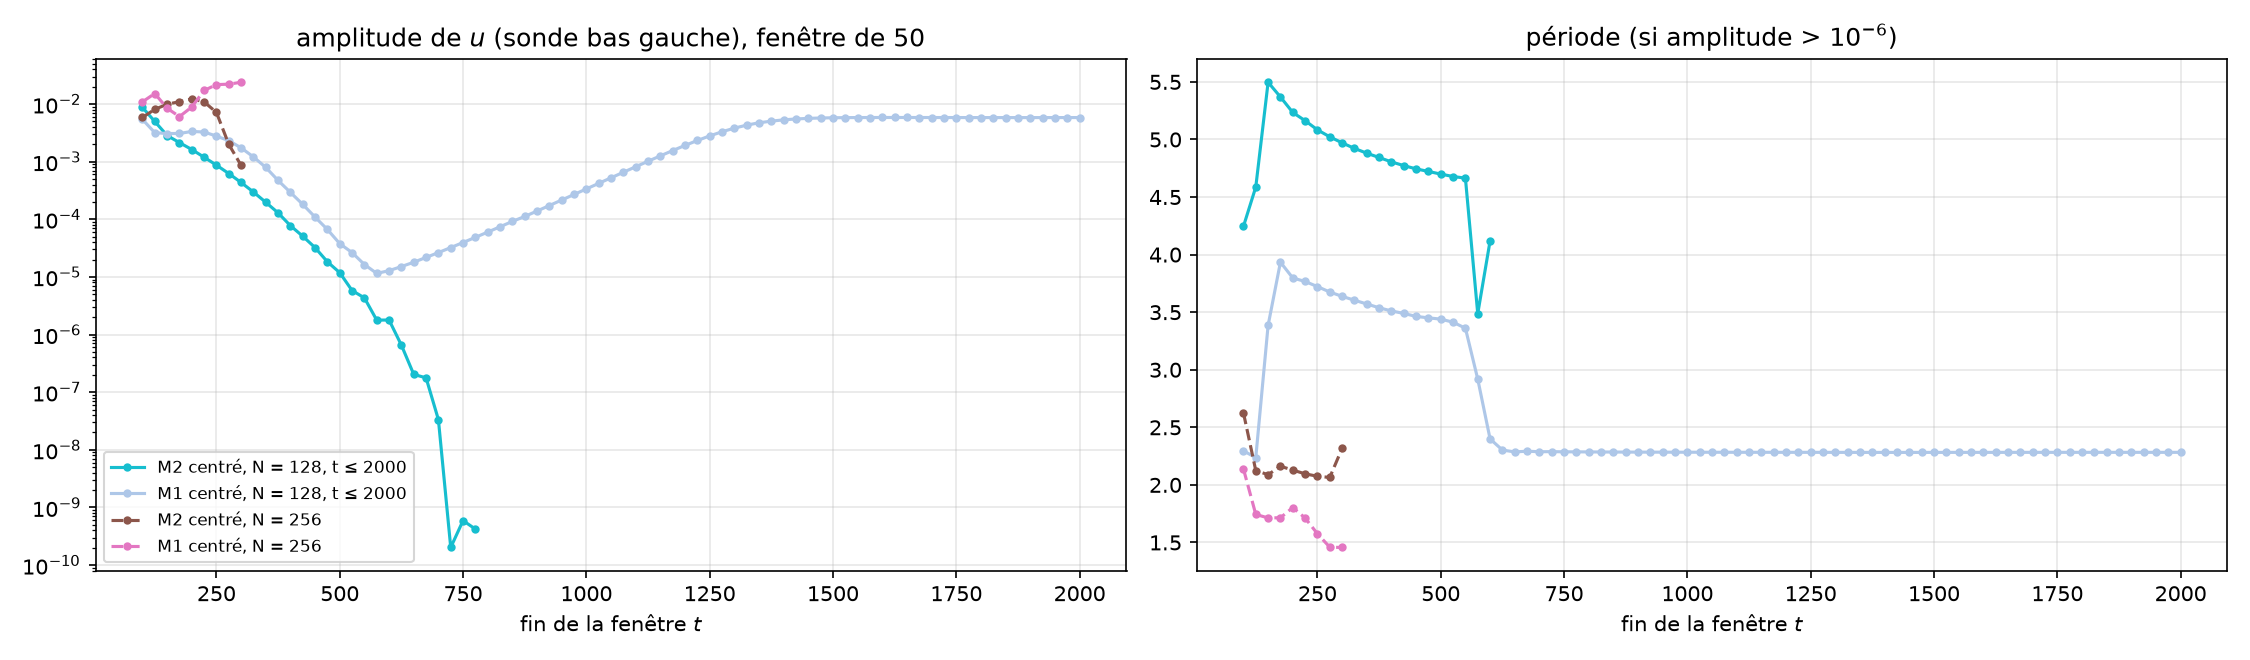 amplitude de u (sonde bas gauche), fenêtre de 50
10⁻²
10⁻³
10⁻⁴
10⁻⁵
10⁻⁶
10⁻⁷
10⁻⁸
10⁻⁹
10⁻¹⁰
M2 centré, N = 128, t ≤ 2000
M1 centré, N = 128, t ≤ 2000
M2 centré, N = 256
M1 centré, N = 256
250 500 750 1000 1250 1500 1750 2000
fin de la fenêtre t
période (si amplitude > 10⁻⁶)
5.5
5.0
4.5
4.0
3.5
3.0
2.5
2.0
1.5
250 500 750 1000 1250 1500 1750 2000
fin de la fenêtre t